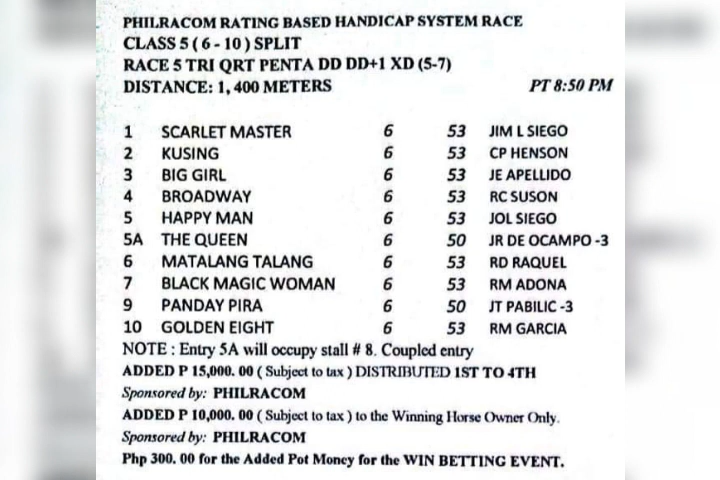 PHILRACOM RATING BASED HANDICAP SYSTEM RACE
CLASS 5 ( 6 - 10 ) SPLIT
RACE 5 TRI QRT PENTA DD DD+1 XD (5-7)
DISTANCE: 1, 400 METERS PT 8:50 PM
1 SCARLET MASTER 6 53 JIM L SIEGO
2 KUSING 6 53 CP HENSON
3 BIG GIRL 6 53 JE APELLIDO
4 BROADWAY 6 53 RC SUSON
5 HAPPY MAN 6 53 JOL SIEGO
5A THE QUEEN 6 50 JR DE OCAMPO -3
6 MATALANG TALANG 6 53 RD RAQUEL
7 BLACK MAGIC WOMAN 6 53 RM ADONA
9 PANDAY PIRA 6 50 JT PABILIC -3
10 GOLDEN EIGHT 6 53 RM GARCIA
NOTE : Entry 5A will occupy stall # 8. Coupled entry
ADDED P 15,000. 00 ( Subject to tax ) DISTRIBUTED 1ST TO 4TH
Sponsored by: PHILRACOM
ADDED P 10,000. 00 ( Subject to tax ) to the Winning Horse Owner Only.
Sponsored by: PHILRACOM
Php 300. 00 for the Added Pot Money for the WIN BETTING EVENT.